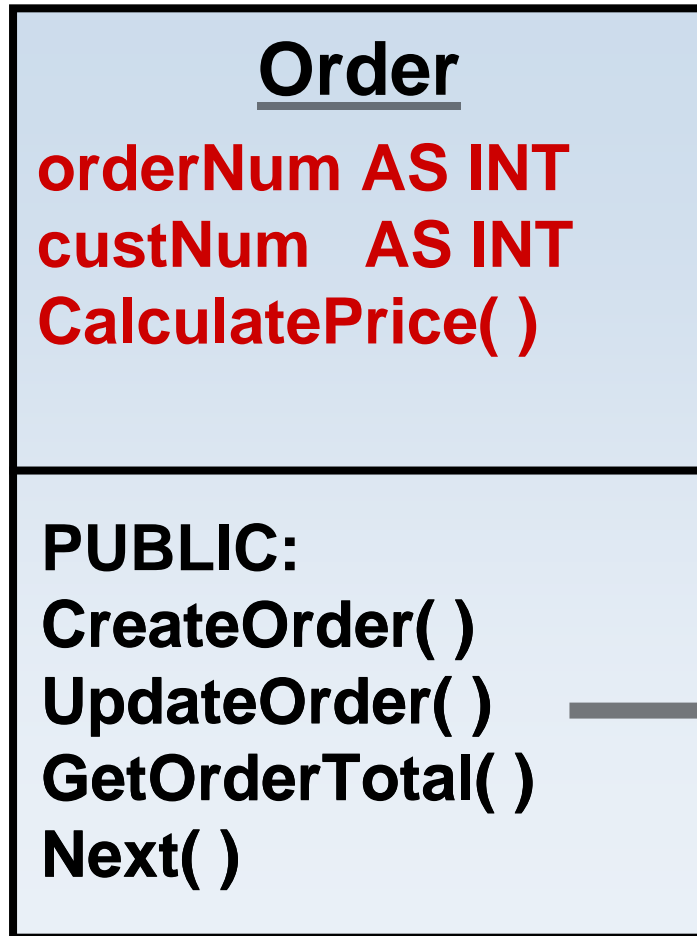 Order
orderNum AS INT
custNum AS INT
CalculatePrice( )
PUBLIC:
CreateOrder( )
UpdateOrder( )
GetOrderTotal( )
Next( )